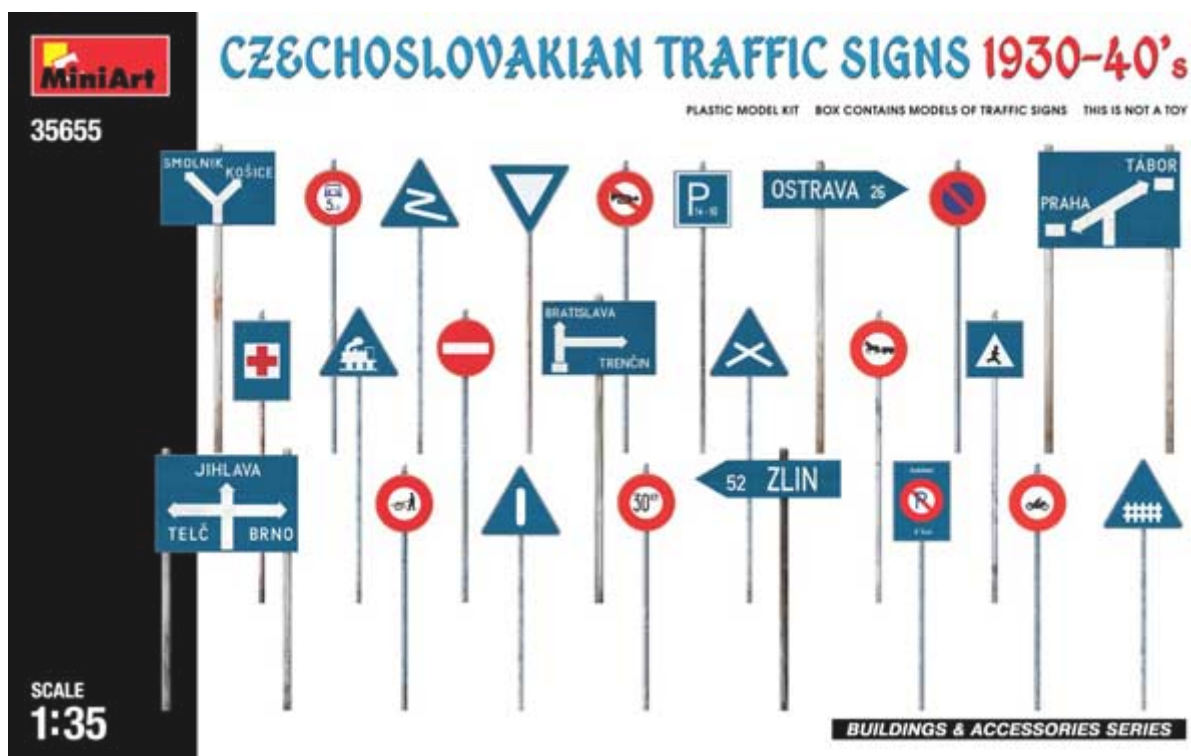 MiniArt
35655
CZECHOSLOVAKIAN TRAFFIC SIGNS 1930-40's
PLASTIC MODEL KIT BOX CONTAINS MODELS OF TRAFFIC SIGNS THIS IS NOT A TOY
SMOLNIK
KOŠICE
P
OSTRAVA 26
TÁBOR
PRAHA
BRATISLAVA
TRENČIN
JIHLAVA
TELČ BRNO
30
52 ZLIN
P
SCALE
1:35
BUILDINGS & ACCESSORIES SERIES